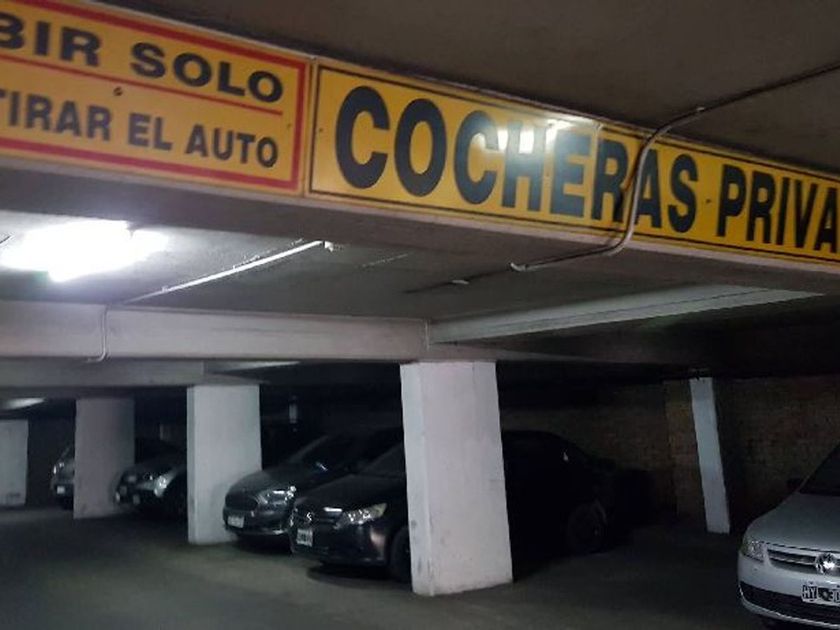 BIR SOLO
TIRAR EL AUTO
COCHERAS PRIVA